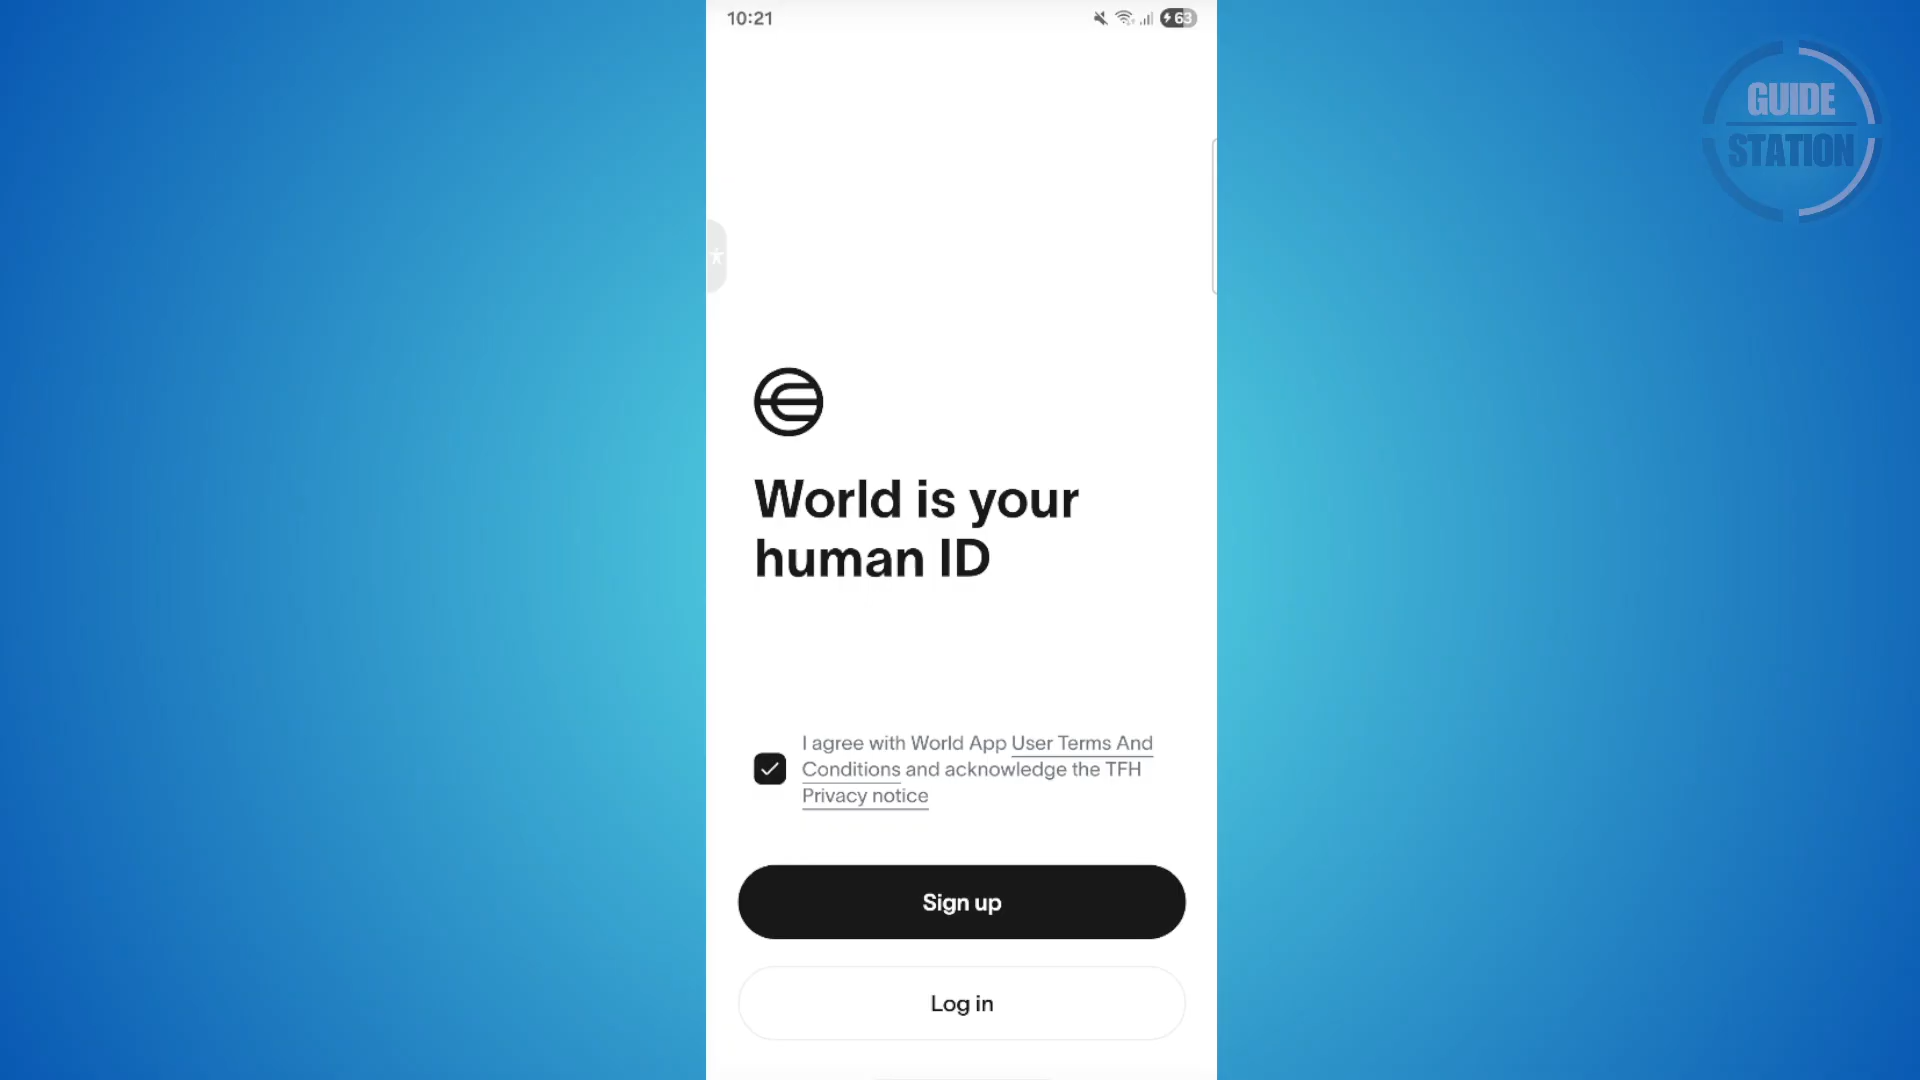 10:21
63
GUIDE
STATION
World is your
human ID
I agree with World App User Terms And
Conditions and acknowledge the TFH
Privacy notice
Sign up
Log in